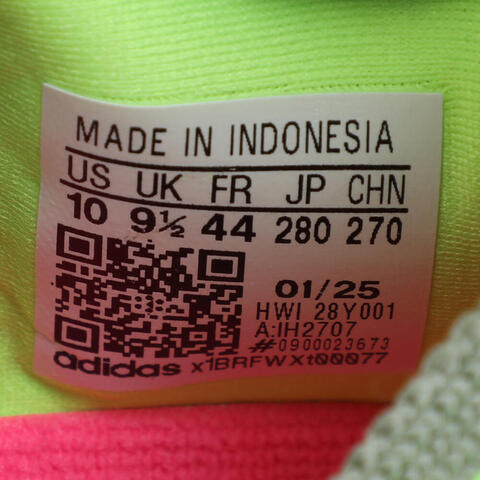 MADE IN INDONESIA
US UK FR JP CHN
10 9½ 44 280 270
01/25
HWI 28Y001
A:IH2707
#0900023673
adidas x1BRFWXt00077